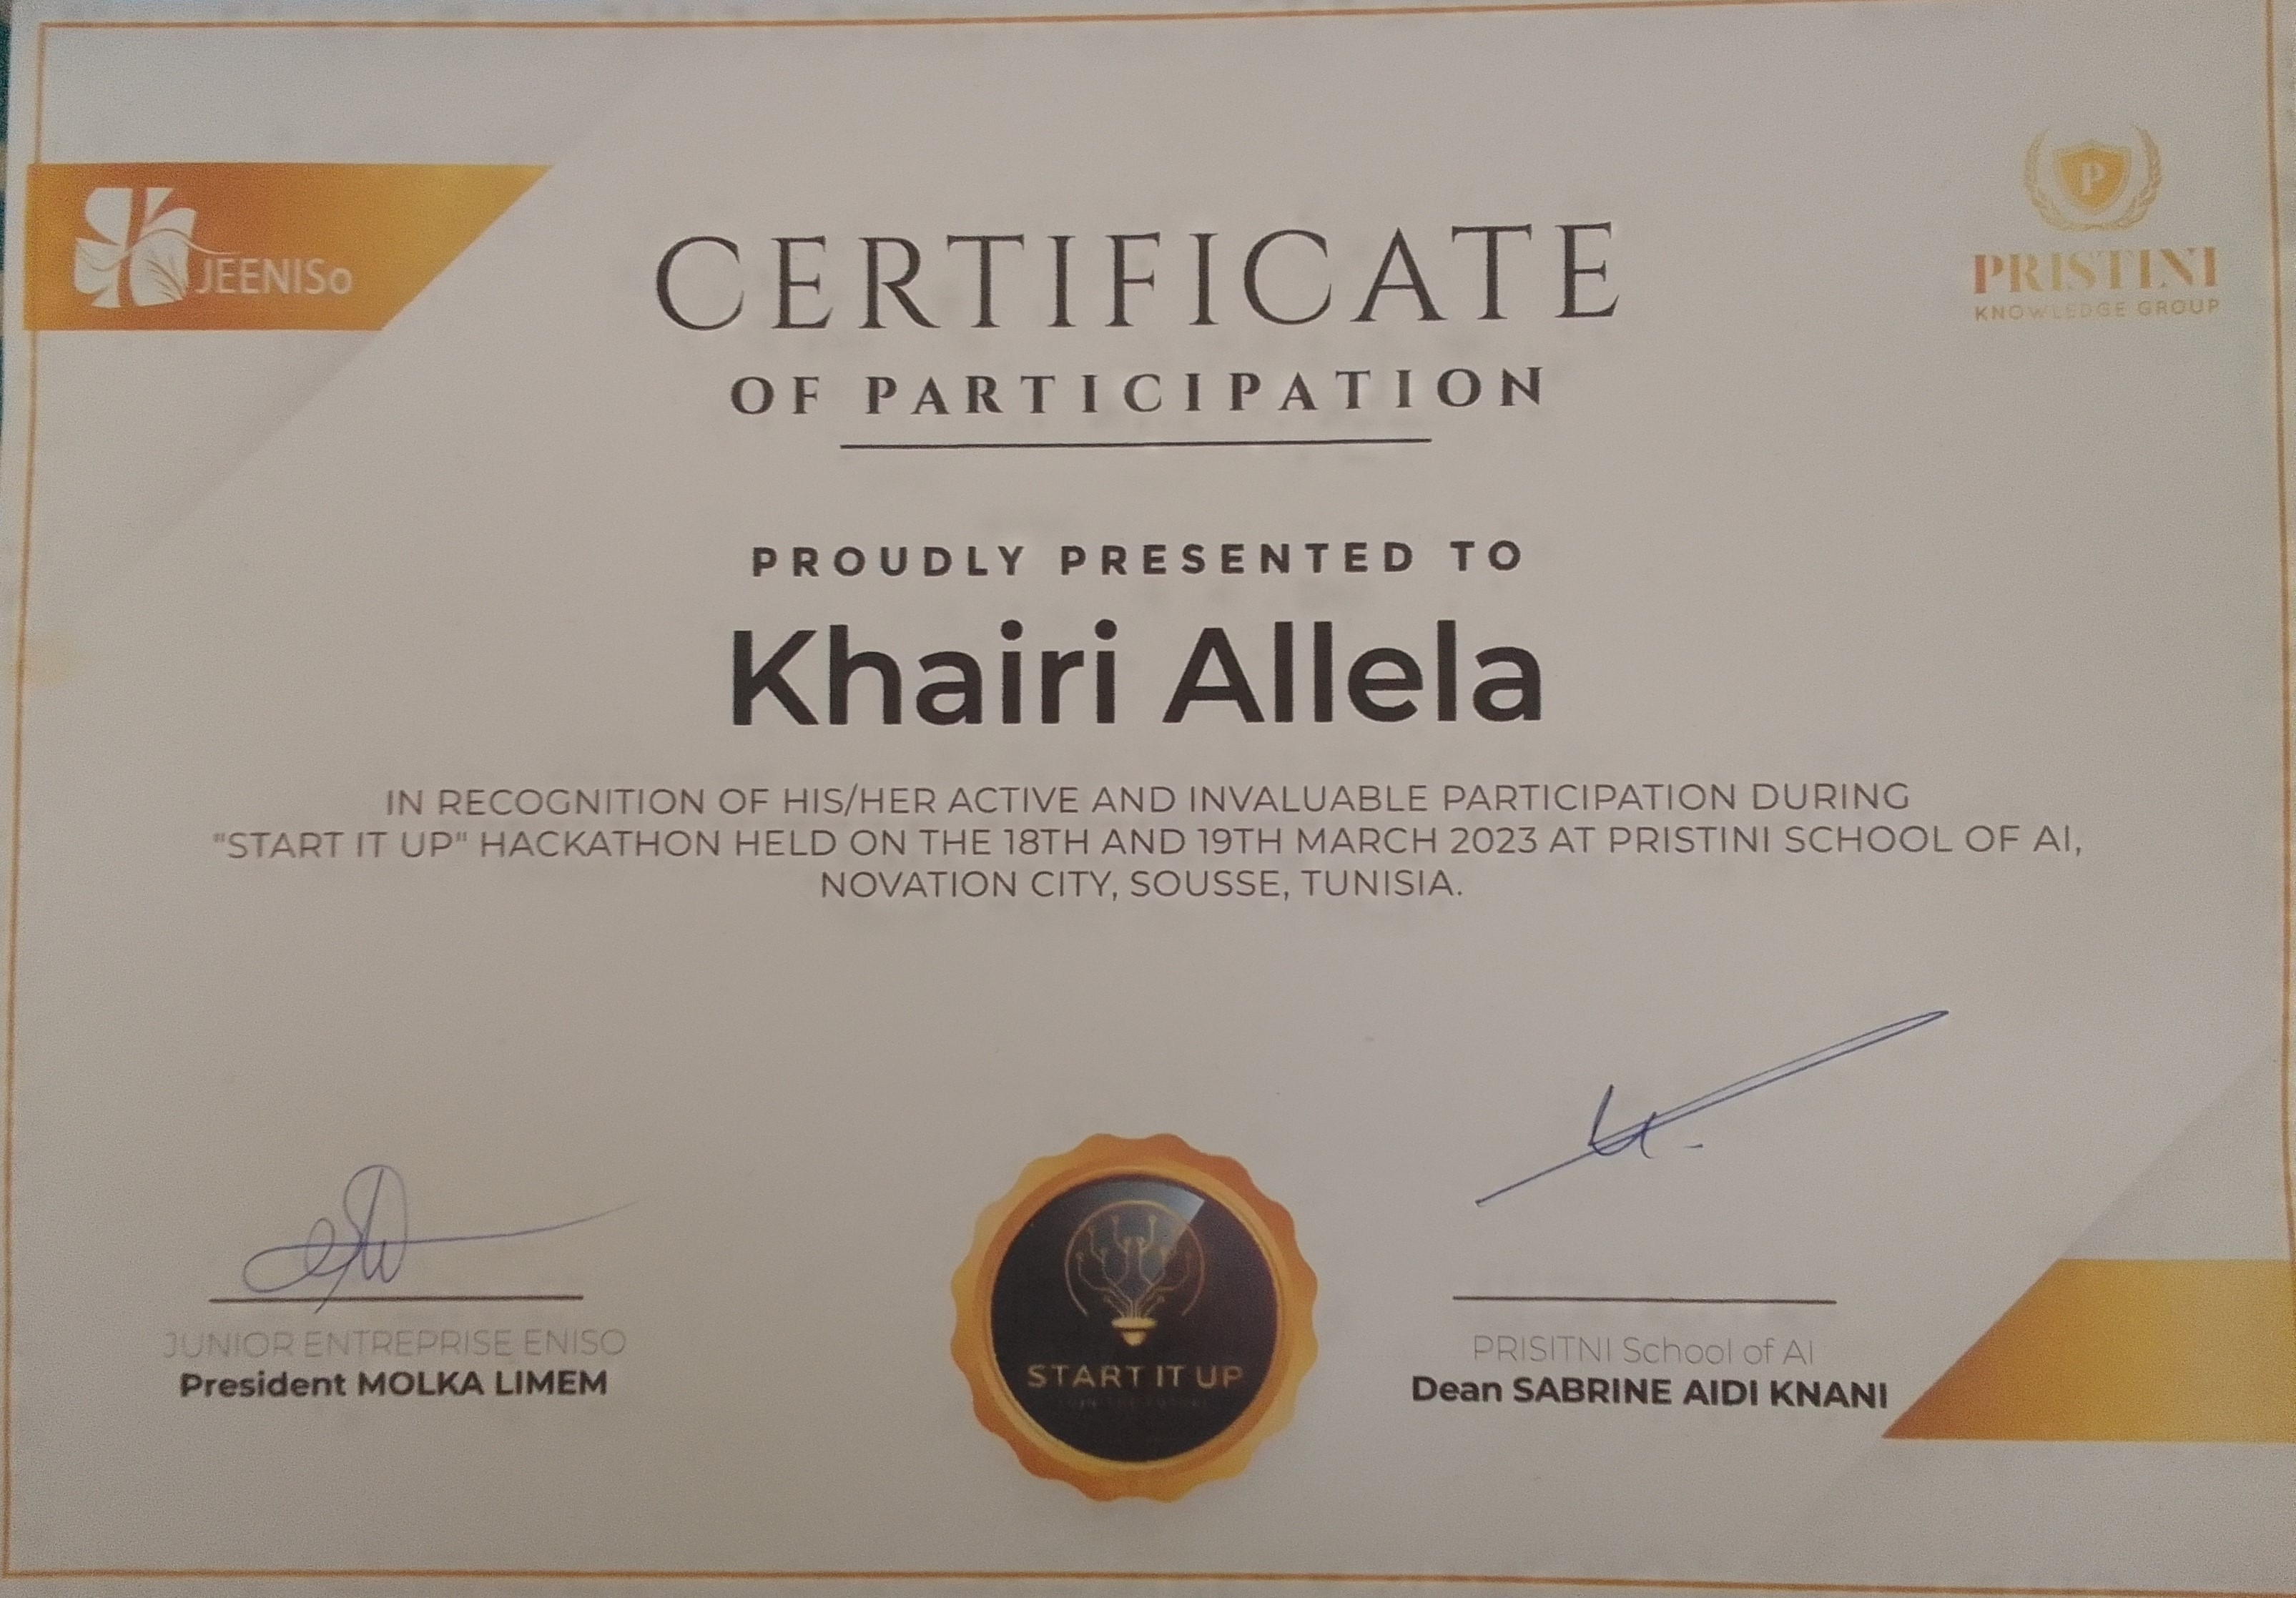 JEENISo
P
PRISTINI
KNOWLEDGE GROUP
CERTIFICATE
OF PARTICIPATION
PROUDLY PRESENTED TO
Khairi Allela
IN RECOGNITION OF HIS/HER ACTIVE AND INVALUABLE PARTICIPATION DURING
"START IT UP" HACKATHON HELD ON THE 18TH AND 19TH MARCH 2023 AT PRISTINI SCHOOL OF AI,
NOVATION CITY, SOUSSE, TUNISIA.
JUNIOR ENTREPRISE ENISO
President MOLKA LIMEM
START IT UP
PRISITNI School of AI
Dean SABRINE AIDI KNANI